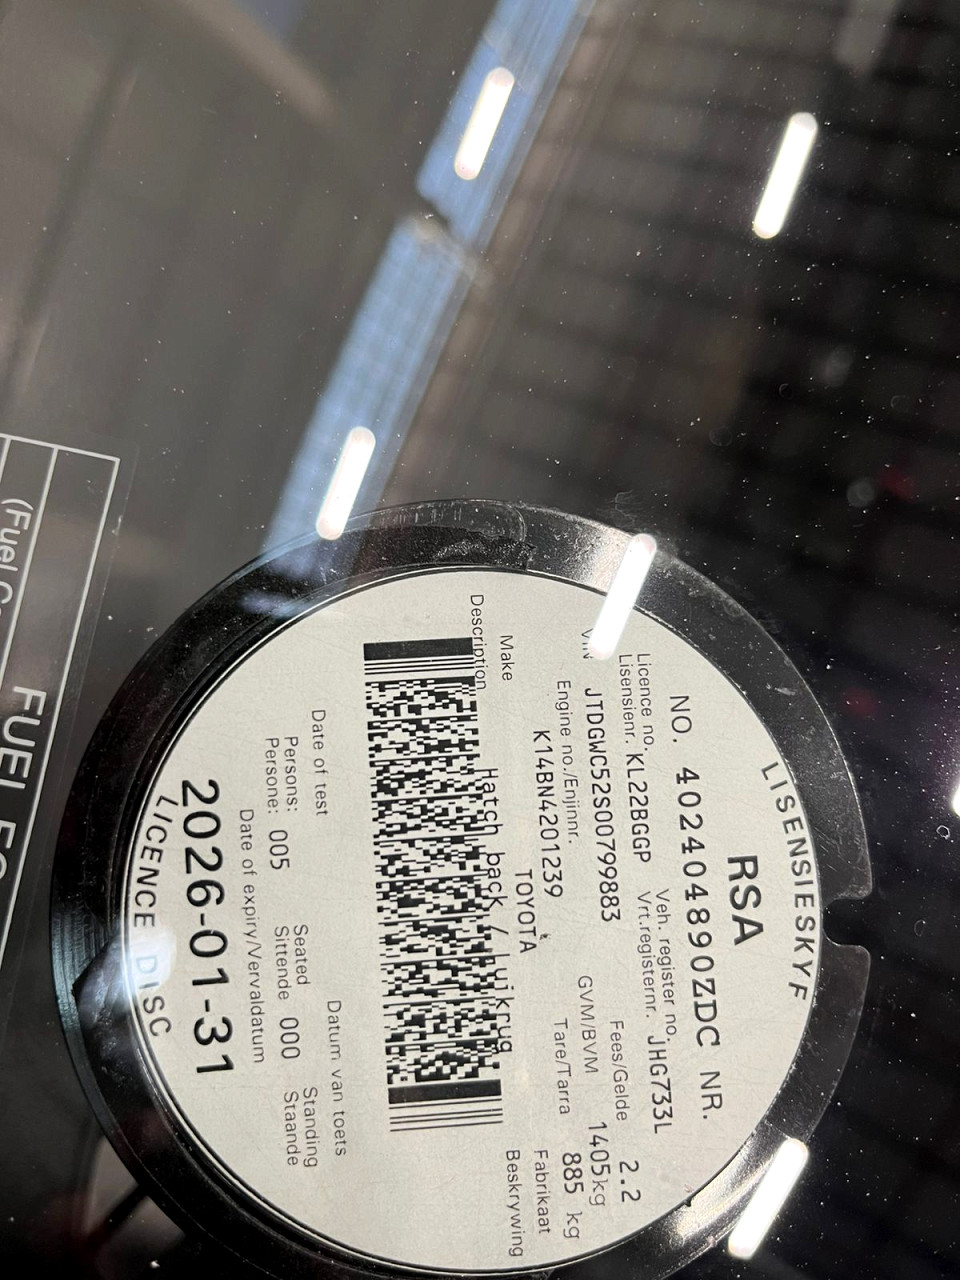 LISENSIESKYF
RSA
NO. 402404890ZDC NR.
Licence no. Veh. register no.
Lisensienr. KL22BGGP Vrt.registernr. JHG733L
VIN JTDGWC52S00799883 Fees/Gelde 2.2
GVM/BVM 1405kg
Engine no./Enjinnr. Tare/Tarra 885 kg
K14BN4201239
Make TOYOTA Fabrikaat
Description Hatch back / luikrug Beskrywing
Date of test Datum van toets
Persons: Seated Standing
Persone: 005 Sittende 000 Staande
Date of expiry/Vervaldatum
2026-01-31
LICENCE DISC
FUEL
(Fuel